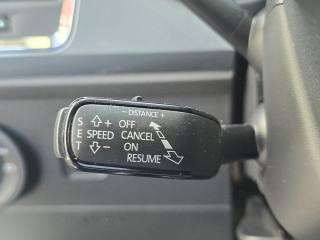 - DISTANCE +
S + OFF
E SPEED CANCEL
T - ON
RESUME